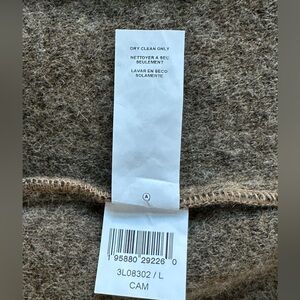 DRY CLEAN ONLY
NETTOYER A SEC
SEULEMENT
LAVAR EN SECO
SOLAMENTE
A
1 95880 29226 0
3L08302 / L
CAM